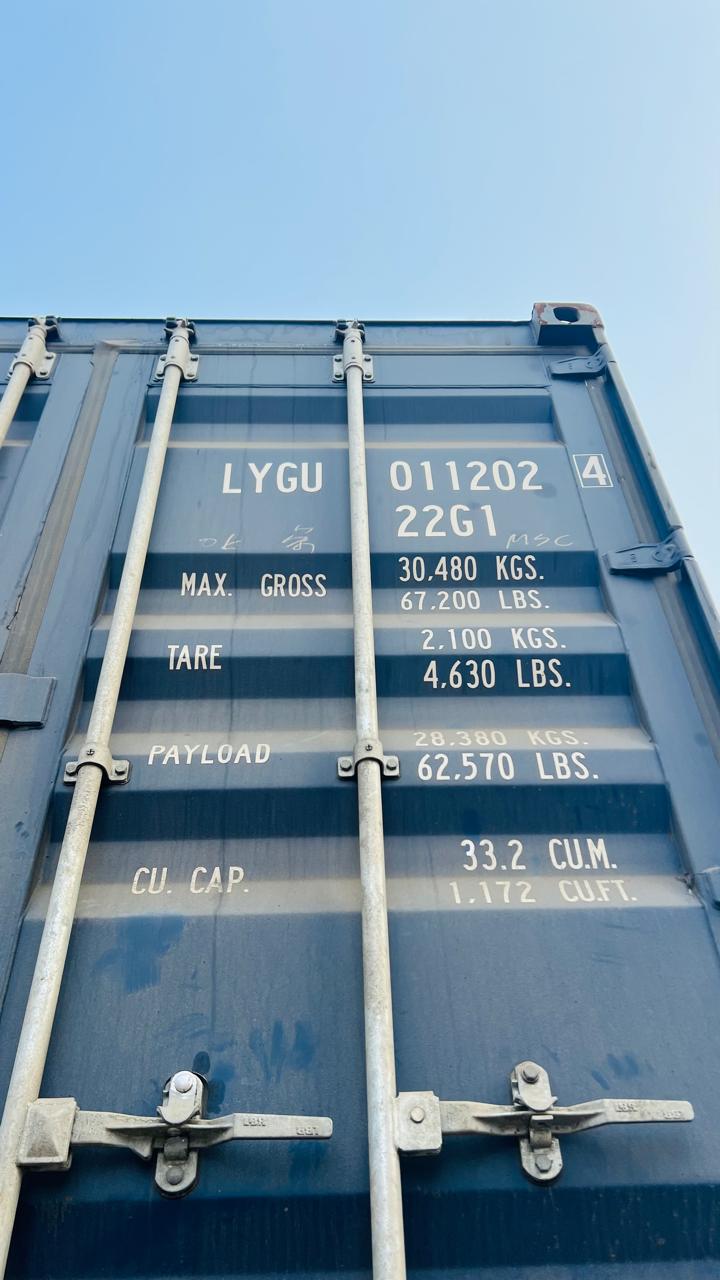 LYGU 011202 4
22G1
MSC
MAX. GROSS 30,480 KGS.
67,200 LBS.
TARE 2,100 KGS.
4,630 LBS.
PAYLOAD 28,380 KGS.
62,570 LBS.
CU. CAP. 33.2 CU.M.
1,172 CU.FT.